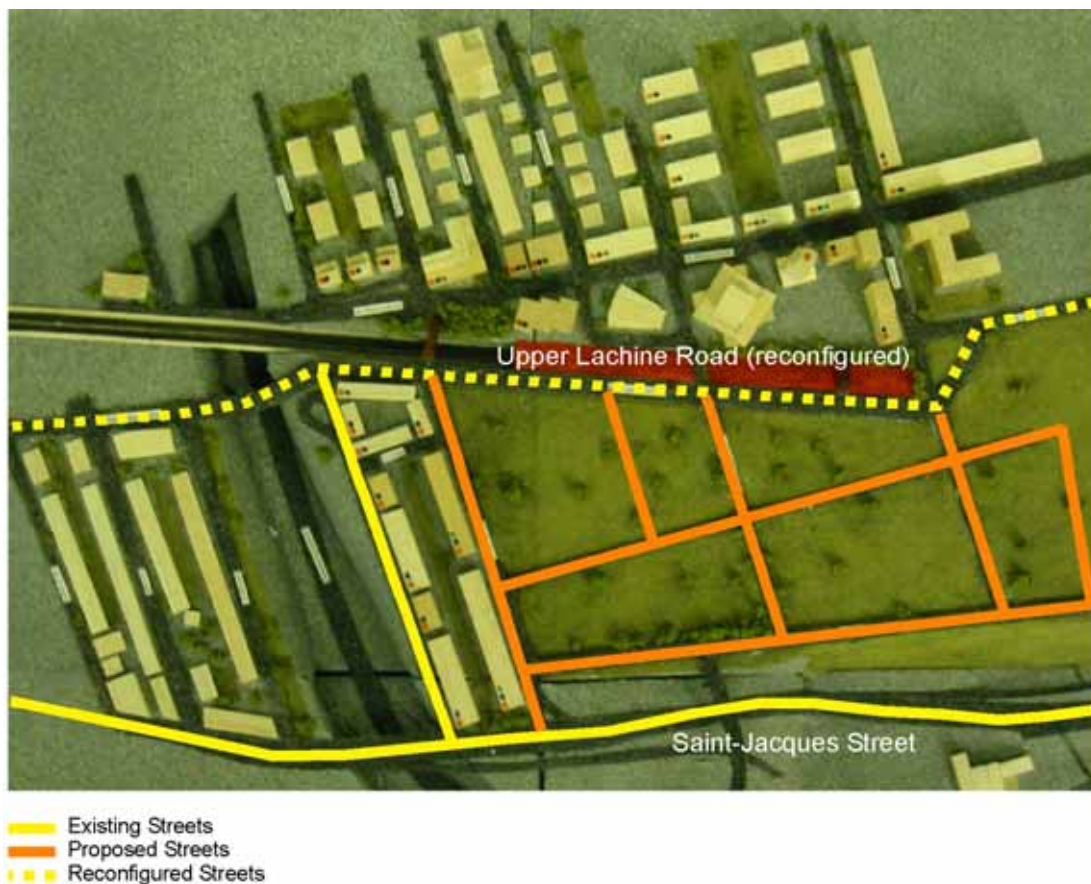 Upper Lachine Road (reconfigured)
Saint-Jacques Street
Existing Streets
Proposed Streets
Reconfigured Streets